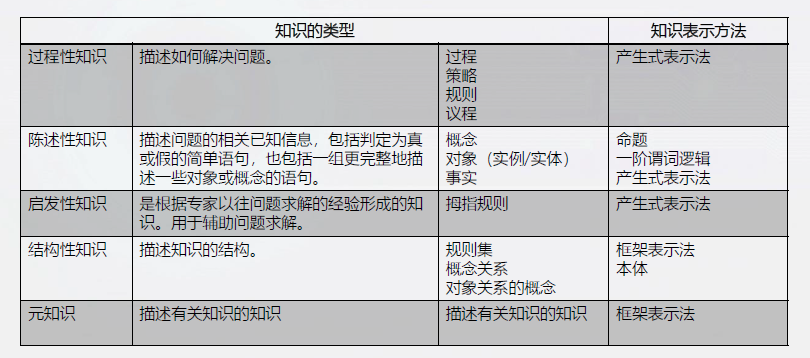 知识的类型
知识表示方法
过程性知识
描述如何解决问题。
过程
策略
规则
议程
产生式表示法
陈述性知识
描述问题的相关已知信息，包括判定为真
或假的简单语句，也包括一组更完整地描
述一些对象或概念的语句。
概念
对象（实例/实体）
事实
命题
一阶谓词逻辑
产生式表示法
启发性知识
是根据专家以往问题求解的经验形成的知
识。用于辅助问题求解。
拇指规则
产生式表示法
结构性知识
描述知识的结构。
规则集
概念关系
对象关系的概念
框架表示法
本体
元知识
描述有关知识的知识
描述有关知识的知识
框架表示法